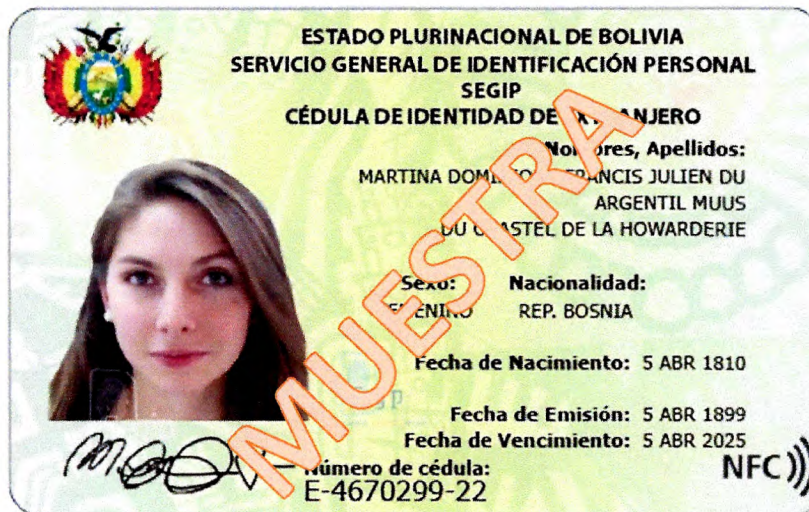 ESTADO PLURINACIONAL DE BOLIVIA
SERVICIO GENERAL DE IDENTIFICACIÓN PERSONAL
SEGIP
CÉDULA DE IDENTIDAD DE
Apellidos:
MARTINA JULIEN DU
ARGENTIL MUUS
DE LA HOWARDERIE
Sexo: Nacionalidad:
REP. BOSNIA
Fecha de Nacimiento: 5 ABR 1810
Fecha de Emisión: 5 ABR 1899
Fecha de Vencimiento: 5 ABR 2025
Número de cédula:
E-4670299-22
NFC
MUESTRA